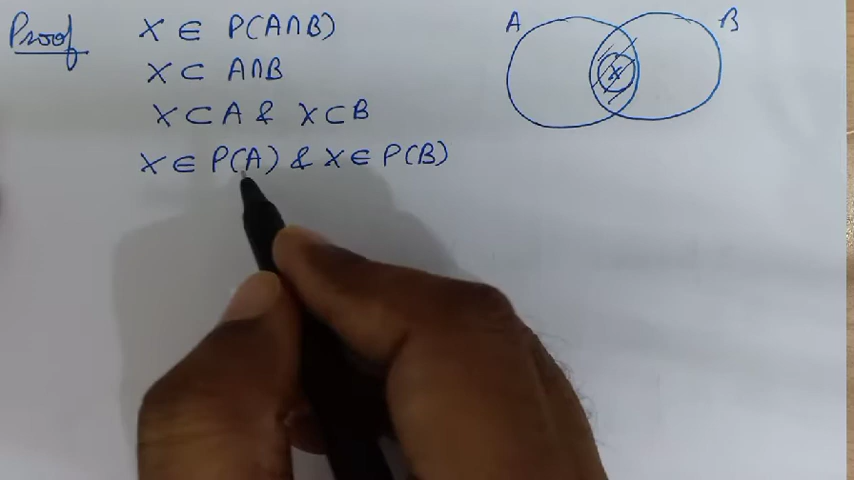 Proof X ∈ P(A∩B)
X ⊂ A∩B
X ⊂ A & X ⊂ B
X ∈ P(A) & X ∈ P(B)
A
B
X